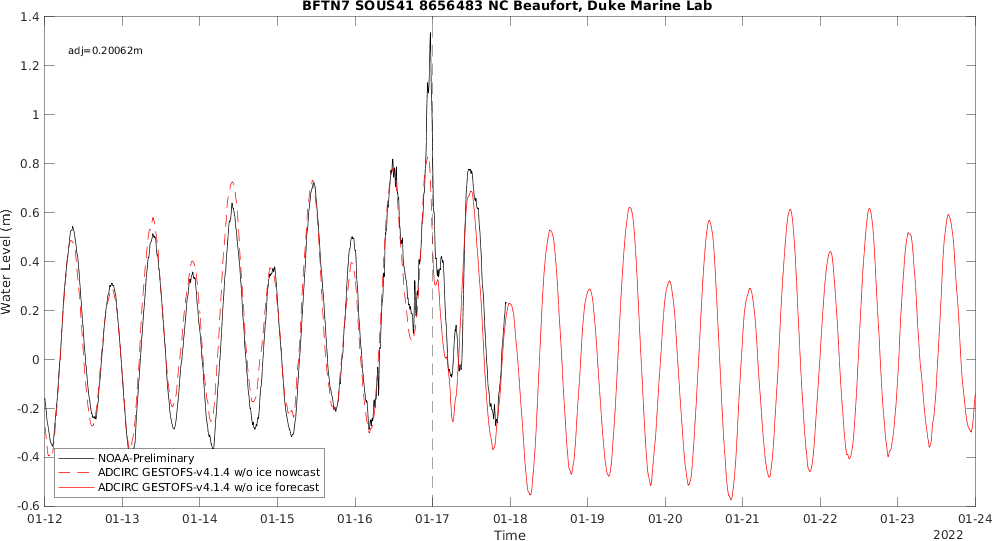 BFTN7 SOUS41 8656483 NC Beaufort, Duke Marine Lab
adj=0.20062m
1.4
1.2
1
0.8
0.6
0.4
0.2
0
-0.2
-0.4
-0.6
Water Level (m)
NOAA-Preliminary
ADCIRC GESTOFS-v4.1.4 w/o ice nowcast
ADCIRC GESTOFS-v4.1.4 w/o ice forecast
01-12 01-13 01-14 01-15 01-16 01-17 01-18 01-19 01-20 01-21 01-22 01-23 01-24
Time
2022